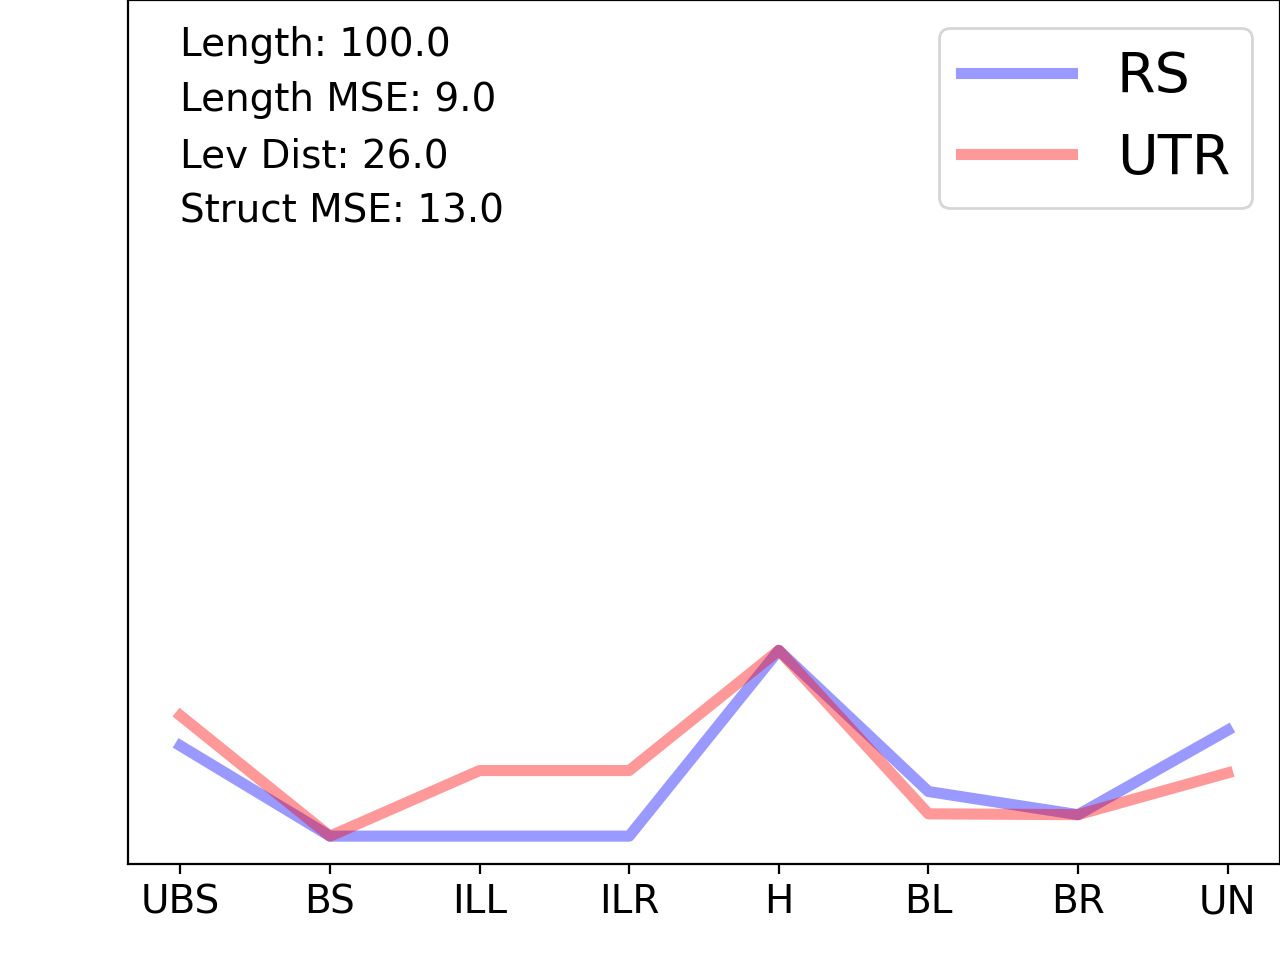 Length: 100.0
Length MSE: 9.0
Lev Dist: 26.0
Struct MSE: 13.0
RS
UTR
UBS BS ILL ILR H BL BR UN